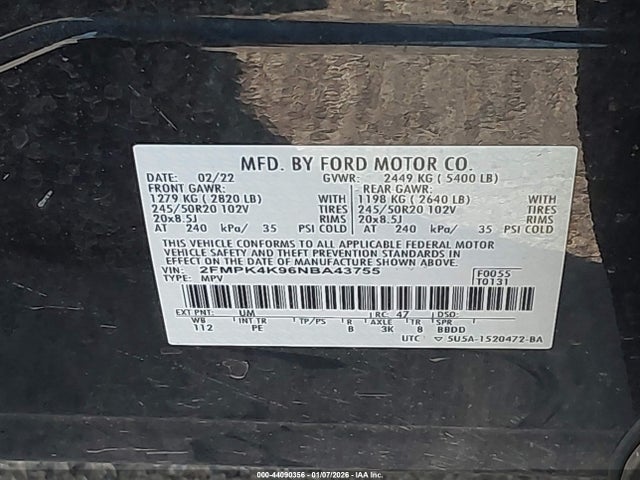 MFD. BY FORD MOTOR CO.
DATE: 02/22 GVWR: 2449 KG ( 5400 LB)
FRONT GAWR: REAR GAWR:
1279 KG ( 2820 LB) WITH 1198 KG ( 2640 LB) WITH
245/50R20 102V TIRES 245/50R20 102V TIRES
20x8.5J RIMS 20x8.5J RIMS
AT 240 kPa/ 35 PSI COLD AT 240 kPa/ 35 PSI COLD
THIS VEHICLE CONFORMS TO ALL APPLICABLE FEDERAL MOTOR
VEHICLE SAFETY AND THEFT PREVENTION STANDARDS IN
EFFECT ON THE DATE OF MANUFACTURE SHOWN ABOVE.
VIN: 2FMPK4K96NBA43755 F0055
TYPE: MPV T0131
EXT PNT: UM RC: 47 DSO:
WB INT TR TP/PS R AXLE TR SPR
112 PE B 3K 8 BBDD
UTC ▽ 5U5A-1520472-BA
000-44090356 - 01/07/2026 - IAA Inc.